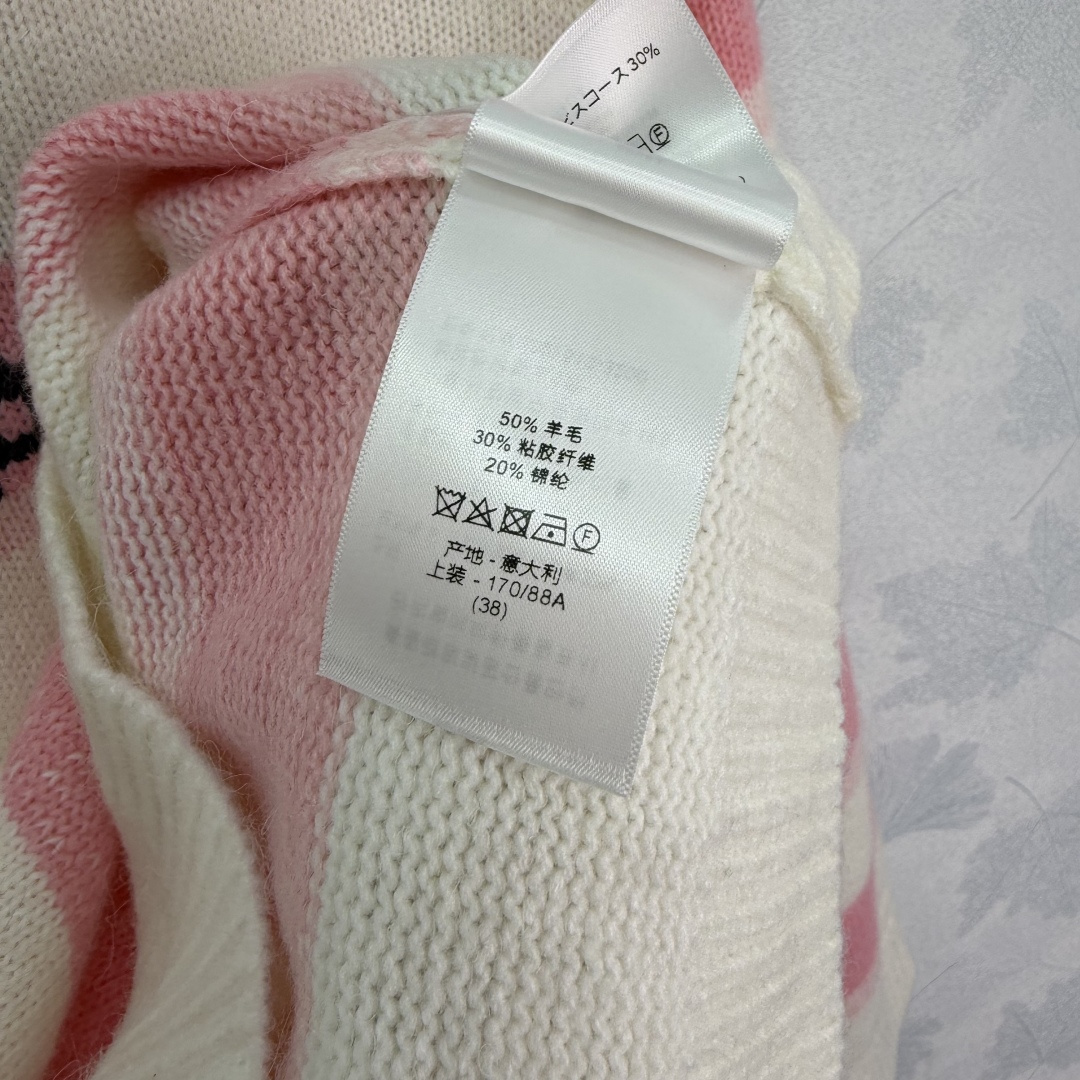 ビスコース 30%
F
50% 羊毛
30% 粘胶纤维
20% 锦纶
F
产地 - 意大利
上装 - 170/88A
(38)